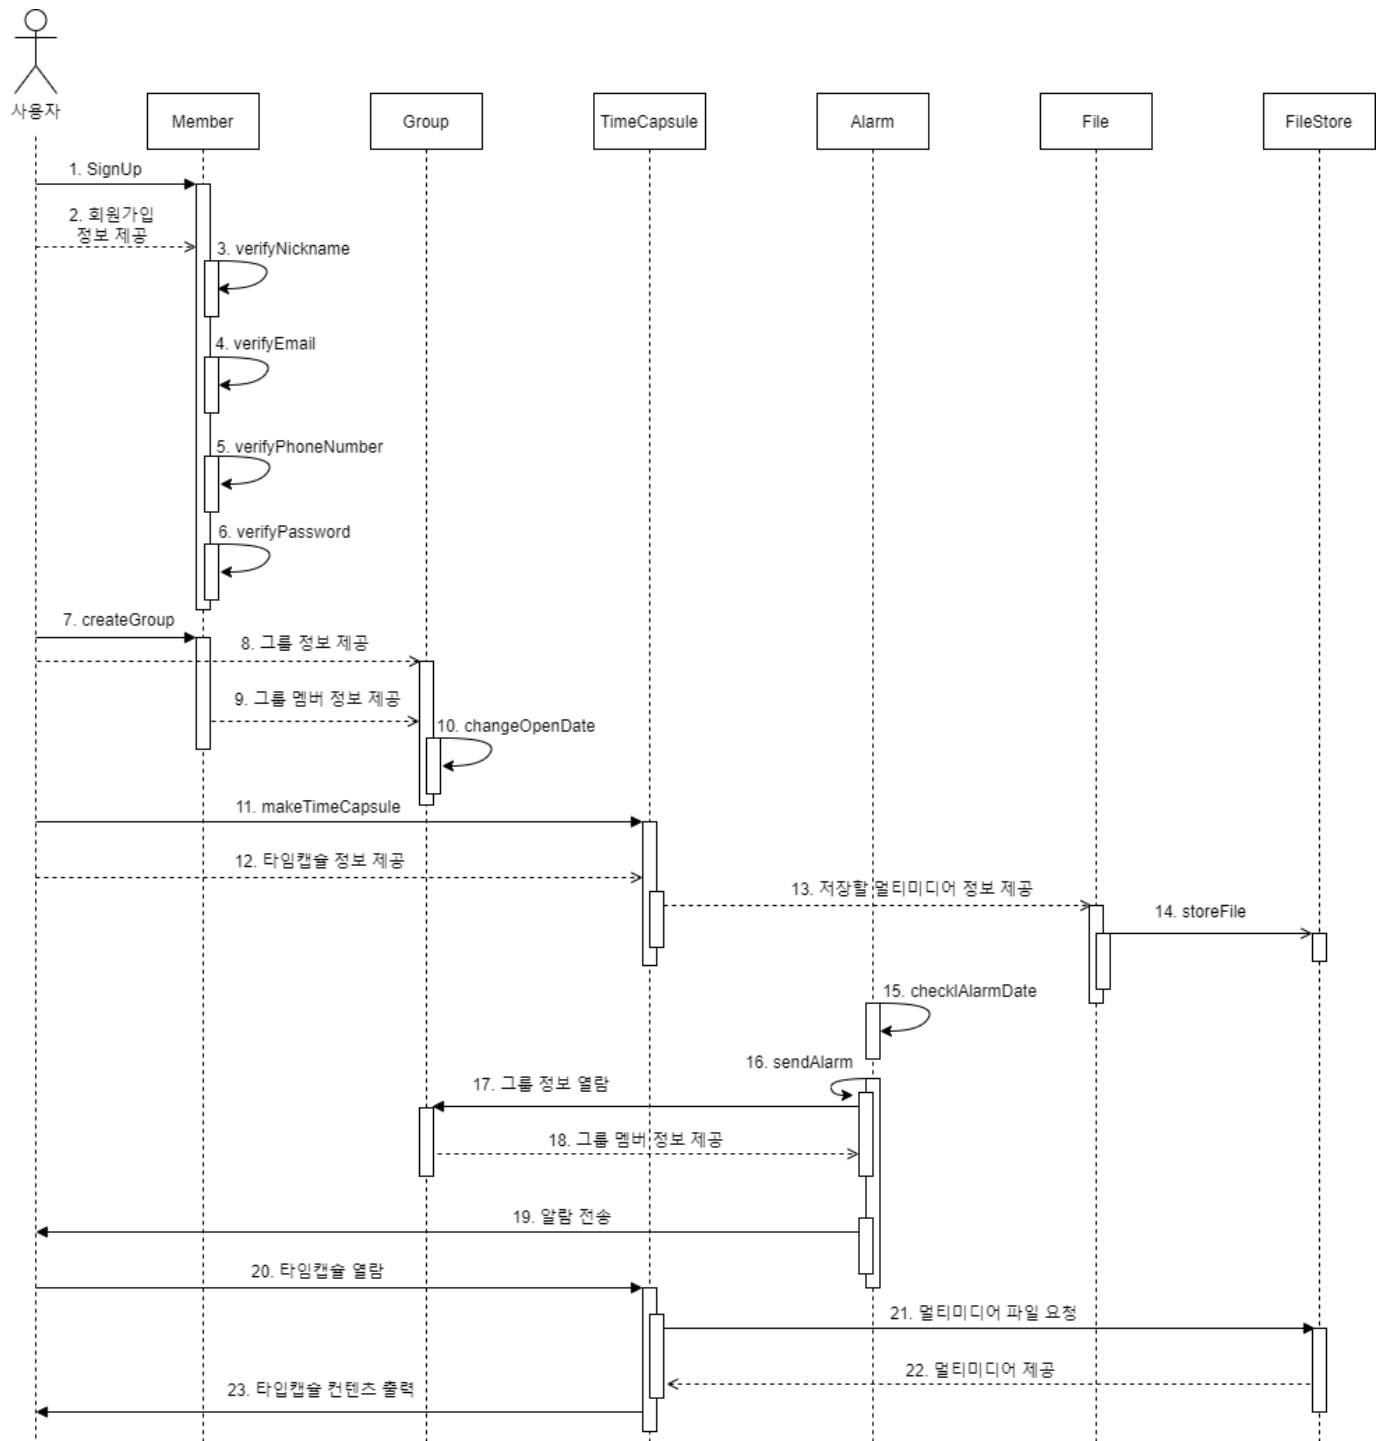 사용자
Member
Group
TimeCapsule
Alarm
File
FileStore
1. SignUp
2. 회원가입
정보 제공
3. verifyNickname
4. verifyEmail
5. verifyPhoneNumber
6. verifyPassword
7. createGroup
8. 그룹 정보 제공
9. 그룹 멤버 정보 제공
10. changeOpenDate
11. makeTimeCapsule
12. 타임캡슐 정보 제공
13. 저장할 멀티미디어 정보 제공
14. storeFile
15. checklAlarmDate
16. sendAlarm
17. 그룹 정보 열람
18. 그룹 멤버 정보 제공
19. 알람 전송
20. 타임캡슐 열람
21. 멀티미디어 파일 요청
22. 멀티미디어 제공
23. 타입캡슐 컨텐츠 출력